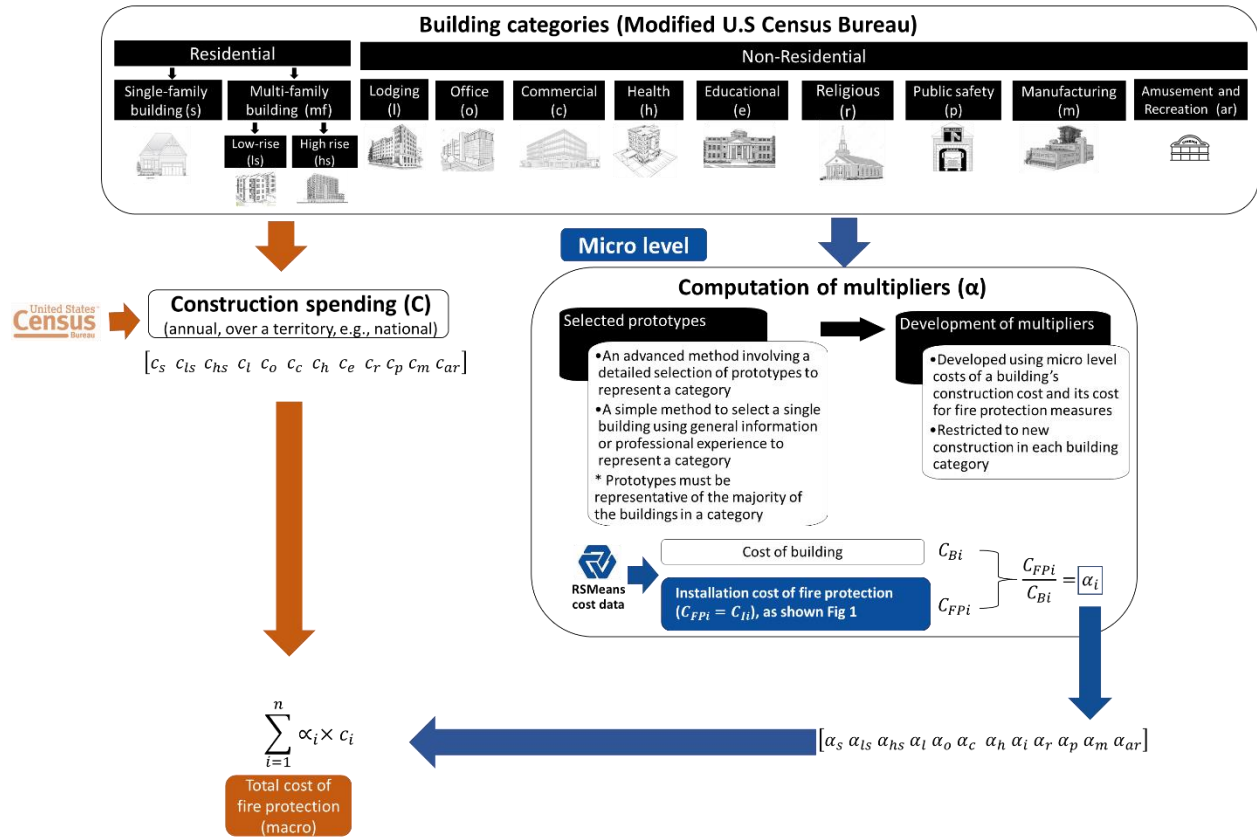 Building categories (Modified U.S Census Bureau)
Residential
Non-Residential
Single-family
building (s)
Multi-family
building (mf)
Low-rise
(ls)
High rise
(hs)
Lodging
(l)
Office
(o)
Commercial
(c)
Health
(h)
Educational
(e)
Religious
(r)
Public safety
(p)
Manufacturing
(m)
Amusement and
Recreation (ar)
Micro level
United States™
Census
Bureau
Construction spending (C)
(annual, over a territory, e.g., national)
[c_s c_ls c_hs c_l c_o c_c c_h c_e c_r c_p c_m c_ar]
Computation of multipliers (α)
Selected prototypes
•An advanced method involving a
detailed selection of prototypes to
represent a category
•A simple method to select a single
building using general information
or professional experience to
represent a category
* Prototypes must be
representative of the majority of
the buildings in a category
Development of multipliers
•Developed using micro level
costs of a building's
construction cost and its cost
for fire protection measures
•Restricted to new
construction in each building
category
RSMeans
cost data
Cost of building
C_Bi
Installation cost of fire protection
(C_FPi = C_Ii), as shown Fig 1
C_FPi
C_FPi / C_Bi = α_i
[α_s α_ls α_hs α_l α_o α_c α_h α_i α_r α_p α_m α_ar]
n
∑ ∝_i × c_i
i=1
Total cost of
fire protection
(macro)